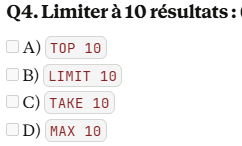 Q4. Limiter à 10 résultats :
A) TOP 10
B) LIMIT 10
C) TAKE 10
D) MAX 10